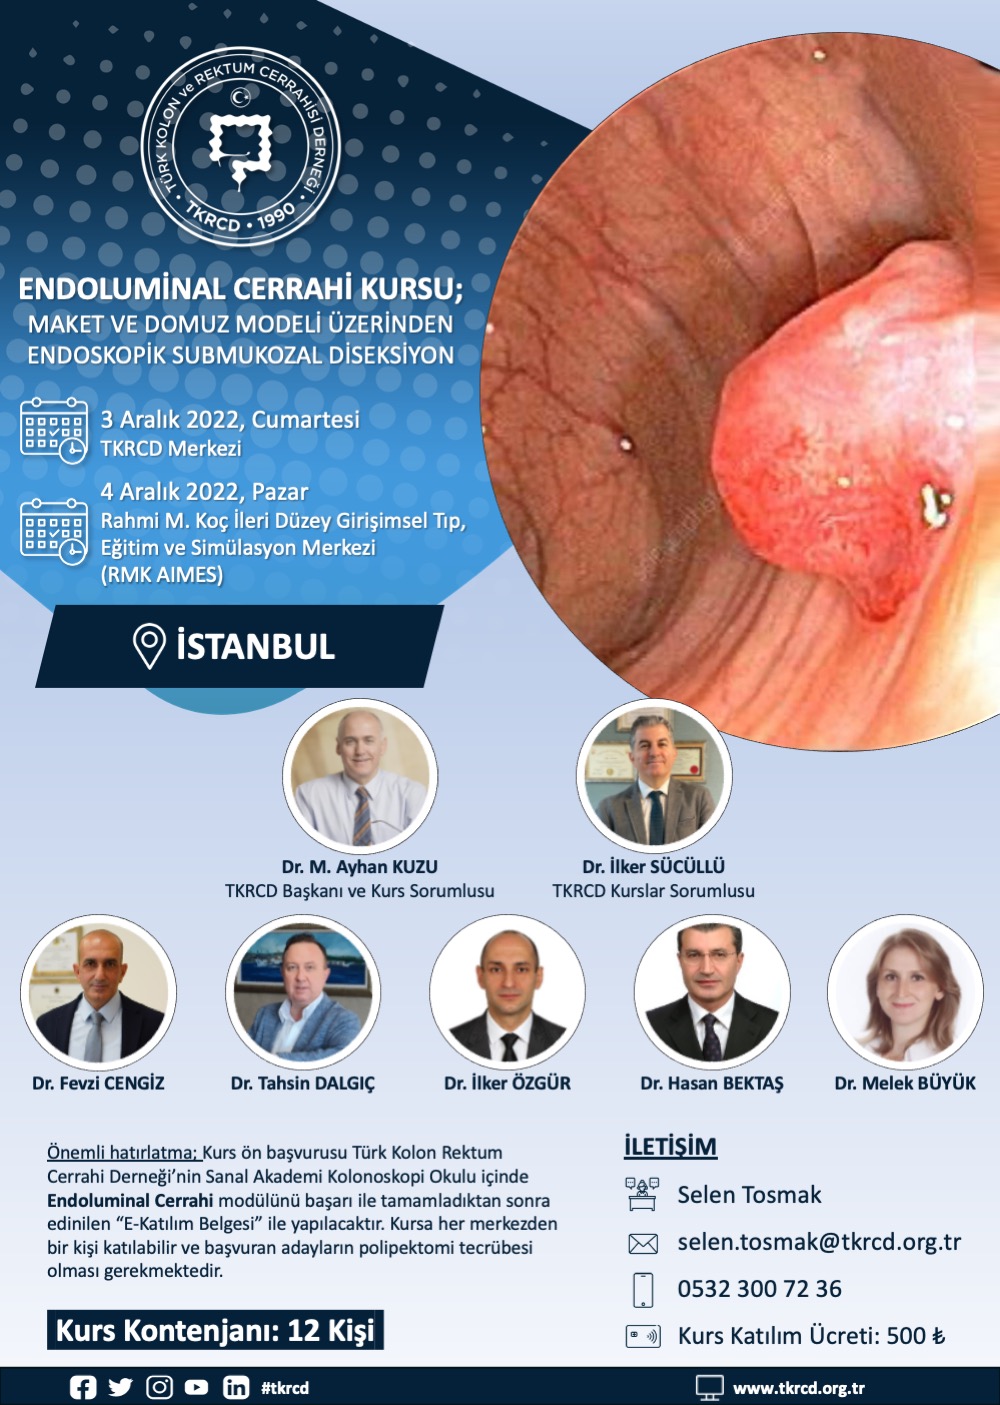 TÜRK KOLON ve REKTUM CERRAHİSİ DERNEĞİ
TKRCD • 1990
ENDOLUMİNAL CERRAHİ KURSU;
MAKET VE DOMUZ MODELİ ÜZERİNDEN
ENDOSKOPİK SUBMUKOZAL DİSEKSİYON
3 Aralık 2022, Cumartesi
TKRCD Merkezi
4 Aralık 2022, Pazar
Rahmi M. Koç İleri Düzey Girişimsel Tıp,
Eğitim ve Simülasyon Merkezi
(RMK AIMES)
İSTANBUL
Dr. M. Ayhan KUZU
TKRCD Başkanı ve Kurs Sorumlusu
Dr. İlker SÜCÜLLÜ
TKRCD Kurslar Sorumlusu
Dr. Fevzi CENGİZ
Dr. Tahsin DALGIÇ
Dr. İlker ÖZGÜR
Dr. Hasan BEKTAŞ
Dr. Melek BÜYÜK
Önemli hatırlatma; Kurs ön başvurusu Türk Kolon Rektum
Cerrahi Derneği’nin Sanal Akademi Kolonoskopi Okulu içinde
Endoluminal Cerrahi modülünü başarı ile tamamladıktan sonra
edinilen “E-Katılım Belgesi” ile yapılacaktır. Kursa her merkezden
bir kişi katılabilir ve başvuran adayların polipektomi tecrübesi
olması gerekmektedir.
Kurs Kontenjanı: 12 Kişi
İLETİŞİM
Selen Tosmak
selen.tosmak@tkrcd.org.tr
0532 300 72 36
Kurs Katılım Ücreti: 500 ₺
#tkrcd
www.tkrcd.org.tr